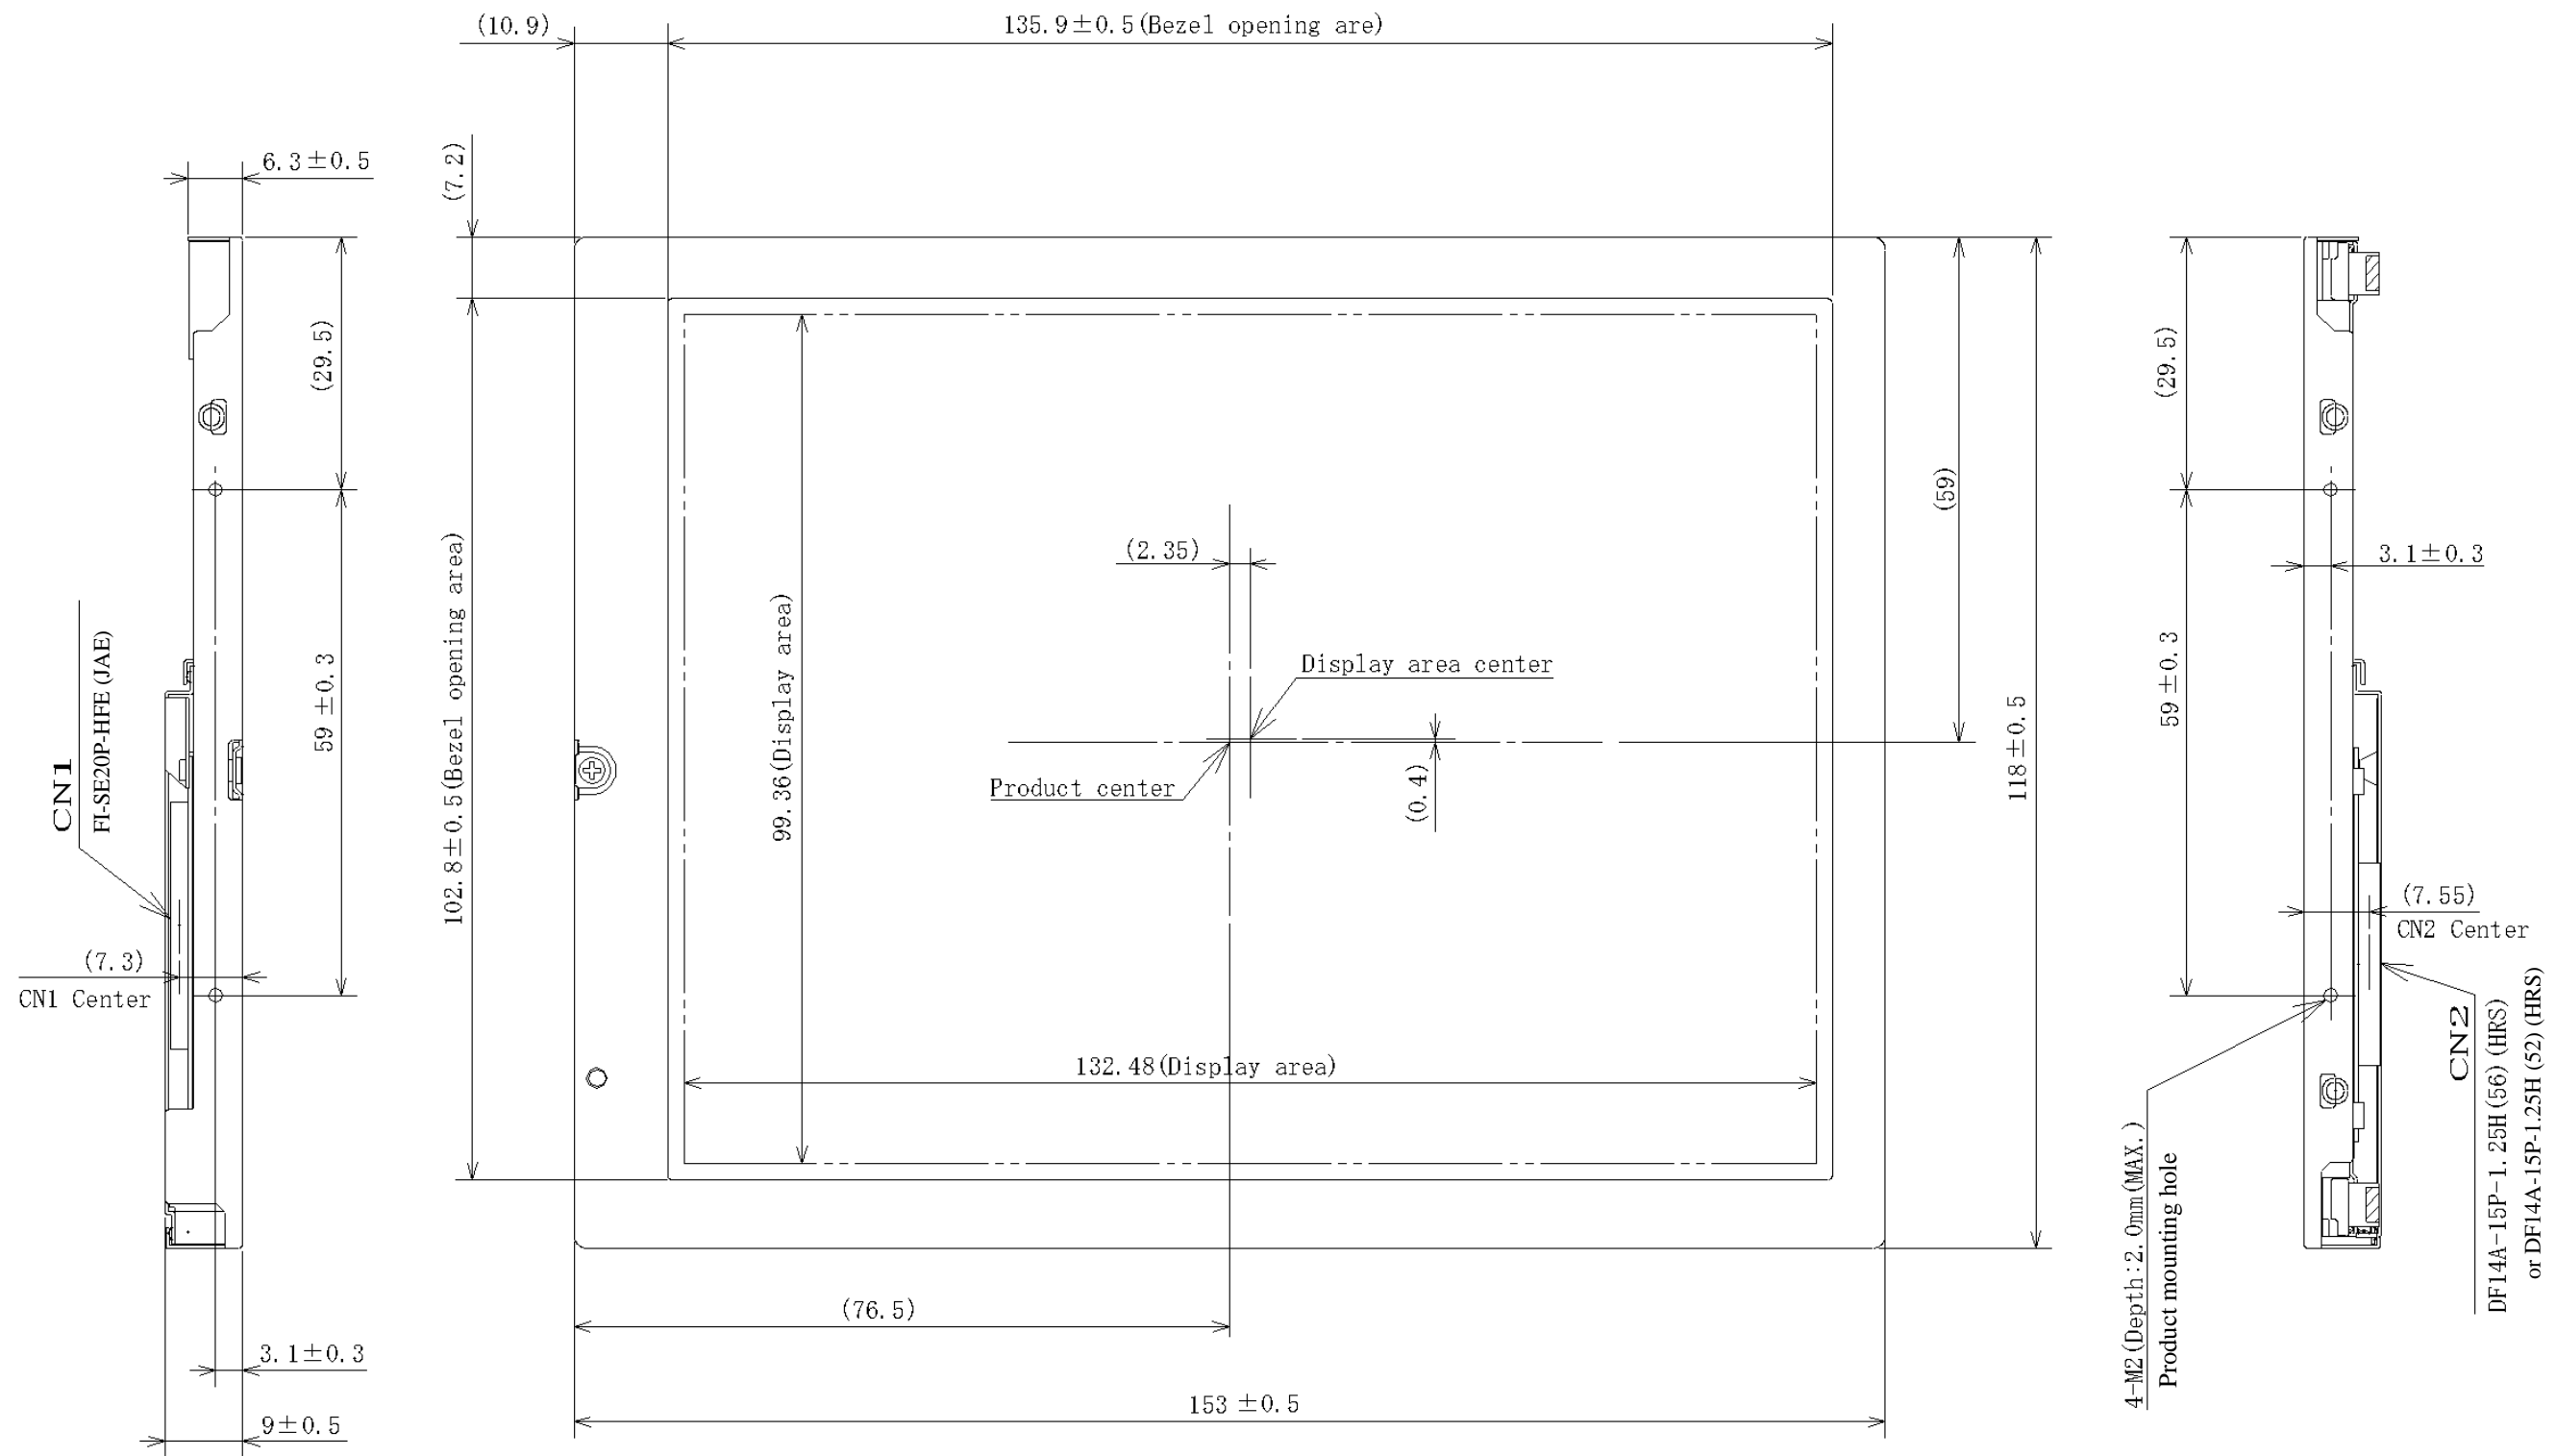 (10.9)
135.9±0.5(Bezel opening are)
6.3±0.5
(7.2)
(29.5)
(29.5)
(59)
(2.35)
3.1±0.3
102.8±0.5(Bezel opening area)
99.36(Display area)
Display area center
Product center
(0.4)
118±0.5
59±0.3
59±0.3
CN1
FI-SE20P-HFE (JAE)
(7.3)
CN1 Center
(7.55)
CN2 Center
132.48(Display area)
CN2
DF14A-15P-1.25H(56) (HRS)
or DF14A-15P-1.25H (52) (HRS)
4-M2(Depth:2.0mm(MAX.)
Product mounting hole
(76.5)
3.1±0.3
153 ±0.5
9±0.5